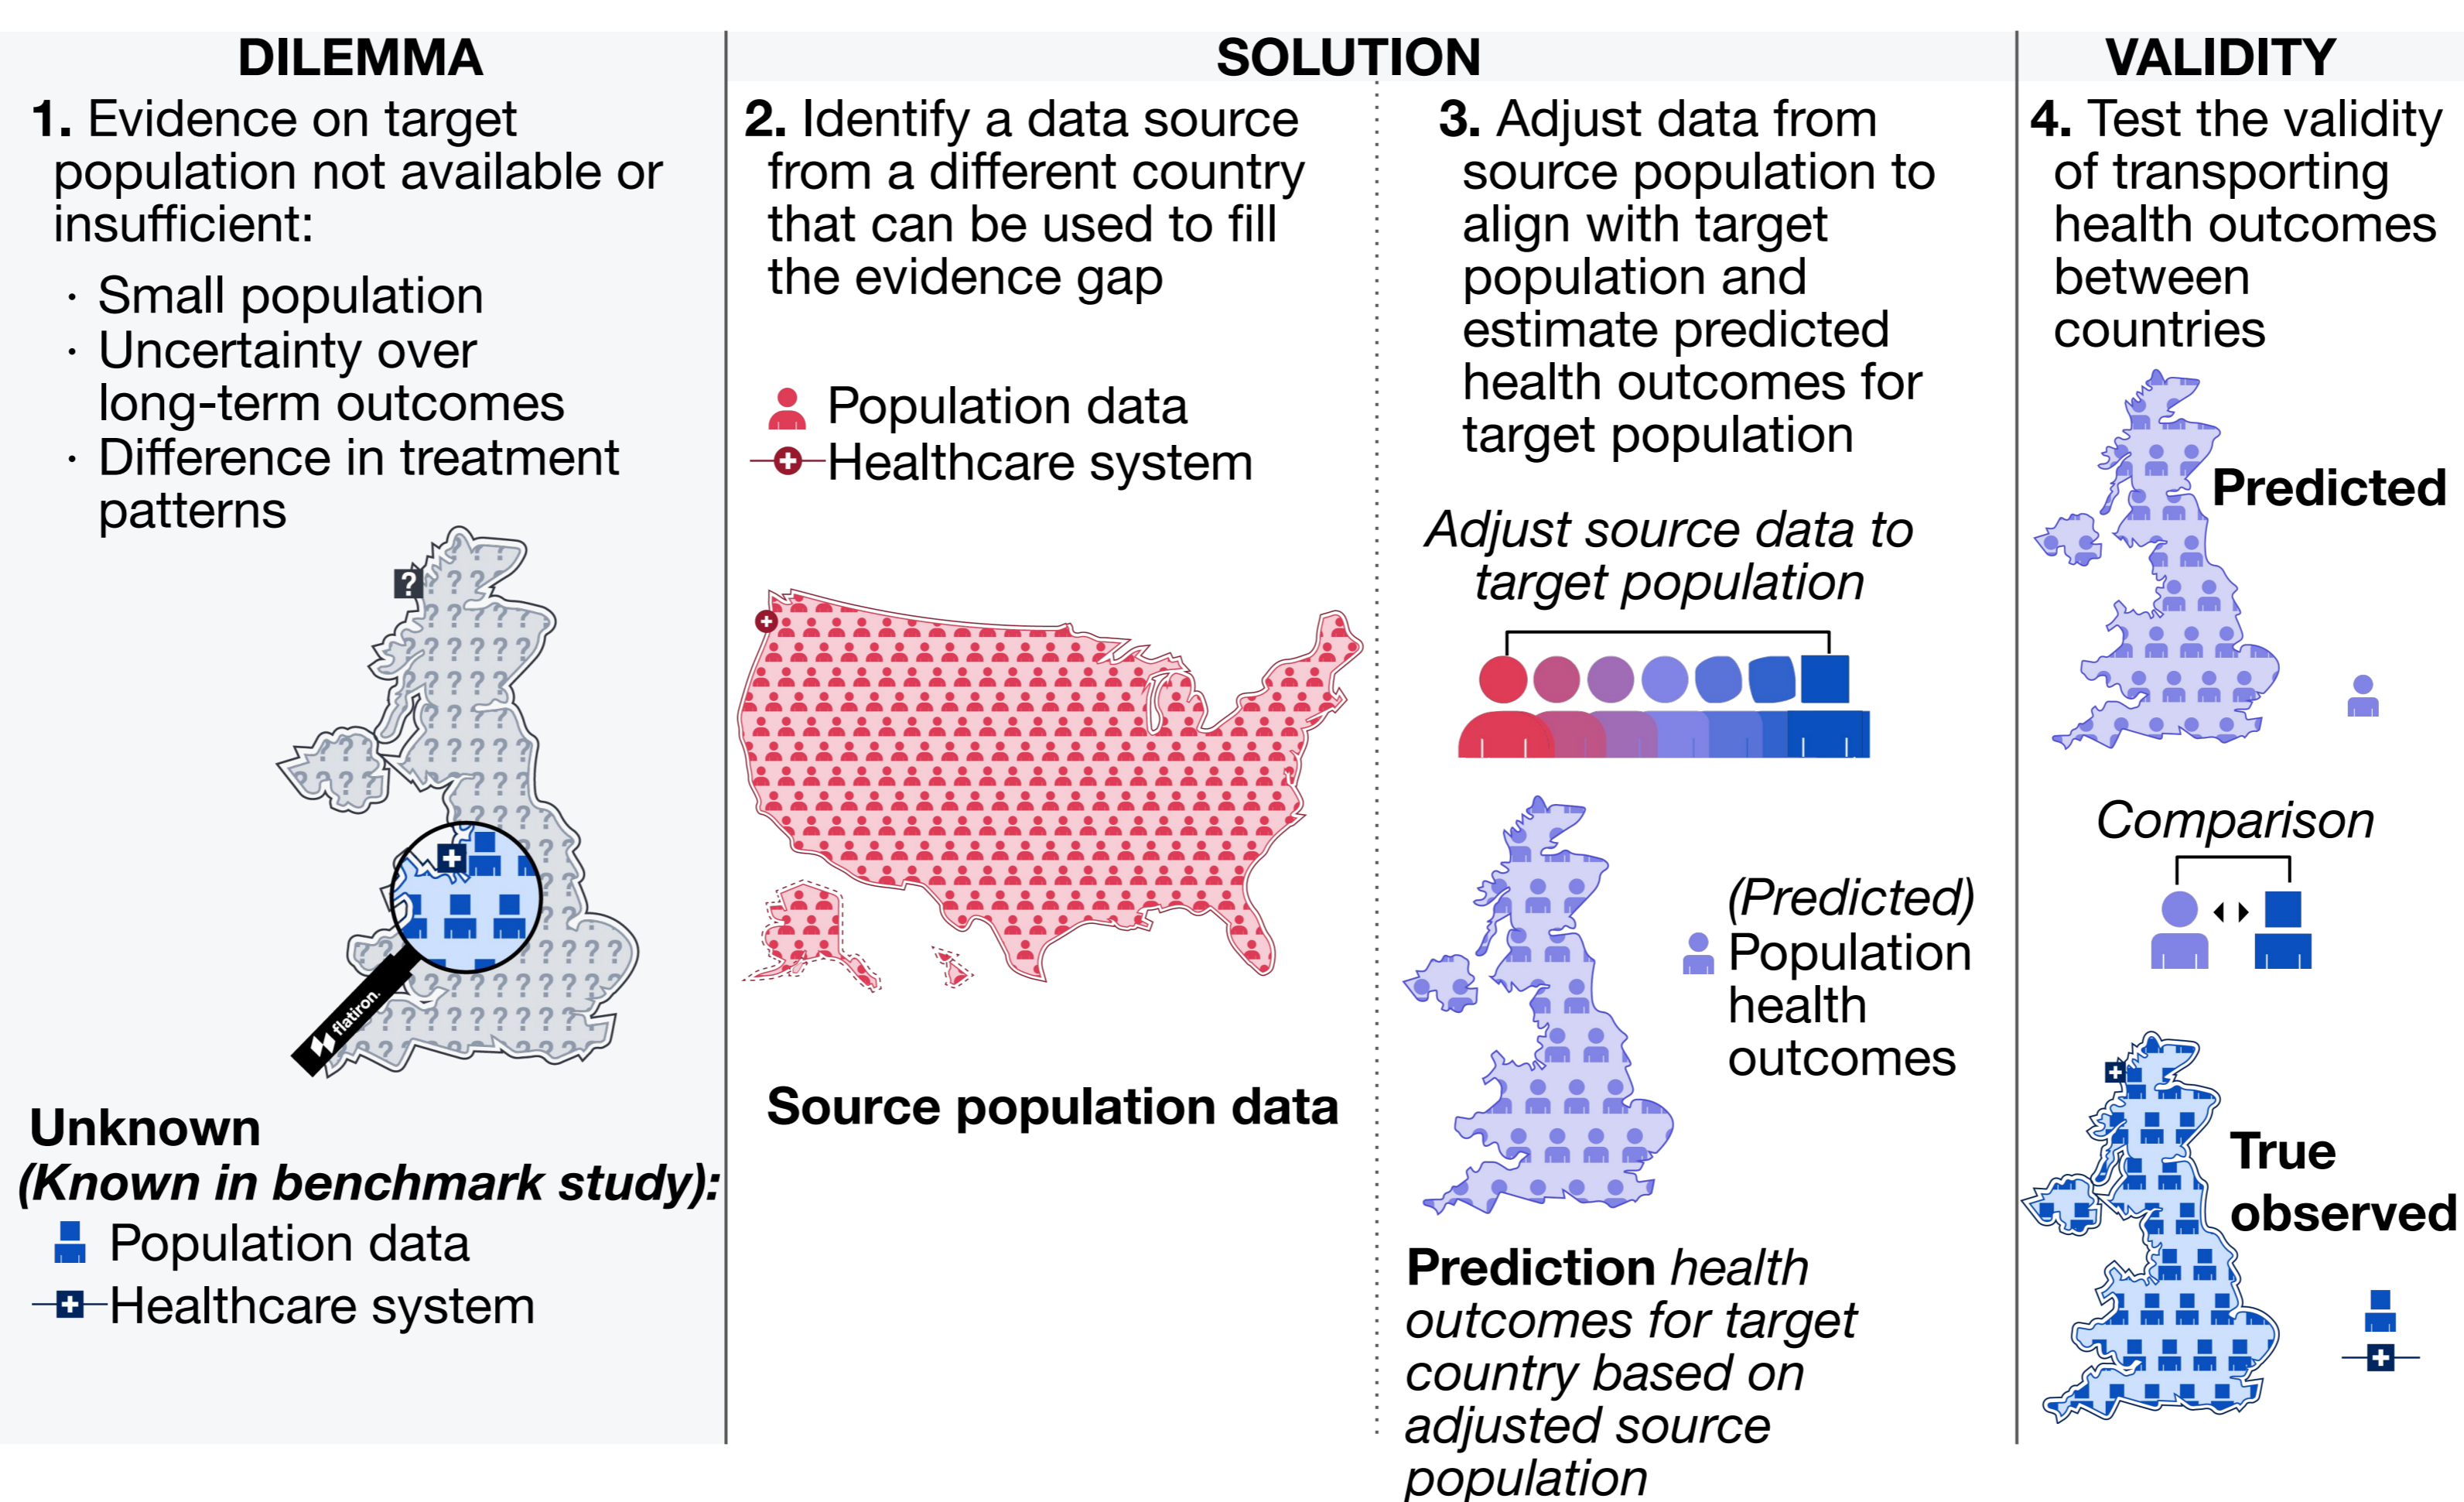 DILEMMA
1. Evidence on target
population not available or
insufficient:
· Small population
· Uncertainty over
long-term outcomes
· Difference in treatment
patterns
?
flatiron.
Unknown
(Known in benchmark study):
Population data
Healthcare system
SOLUTION
2. Identify a data source
from a different country
that can be used to fill
the evidence gap
Population data
Healthcare system
Source population data
3. Adjust data from
source population to
align with target
population and
estimate predicted
health outcomes for
target population
Adjust source data to
target population
(Predicted)
Population
health
outcomes
Prediction health
outcomes for target
country based on
adjusted source
population
VALIDITY
4. Test the validity
of transporting
health outcomes
between
countries
Predicted
Comparison
True
observed